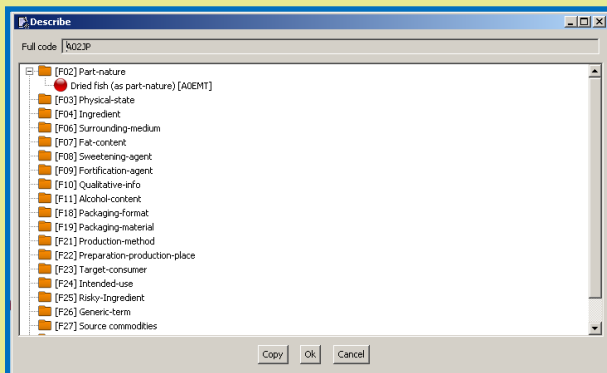 Describe
Full code A02JP
[F02] Part-nature
Dried fish (as part-nature) [A0EMT]
[F03] Physical-state
[F04] Ingredient
[F06] Surrounding-medium
[F07] Fat-content
[F08] Sweetening-agent
[F09] Fortification-agent
[F10] Qualitative-info
[F11] Alcohol-content
[F18] Packaging-format
[F19] Packaging-material
[F21] Production-method
[F22] Preparation-production-place
[F23] Target-consumer
[F24] Intended-use
[F25] Risky-Ingredient
[F26] Generic-term
[F27] Source commodities
Copy Ok Cancel